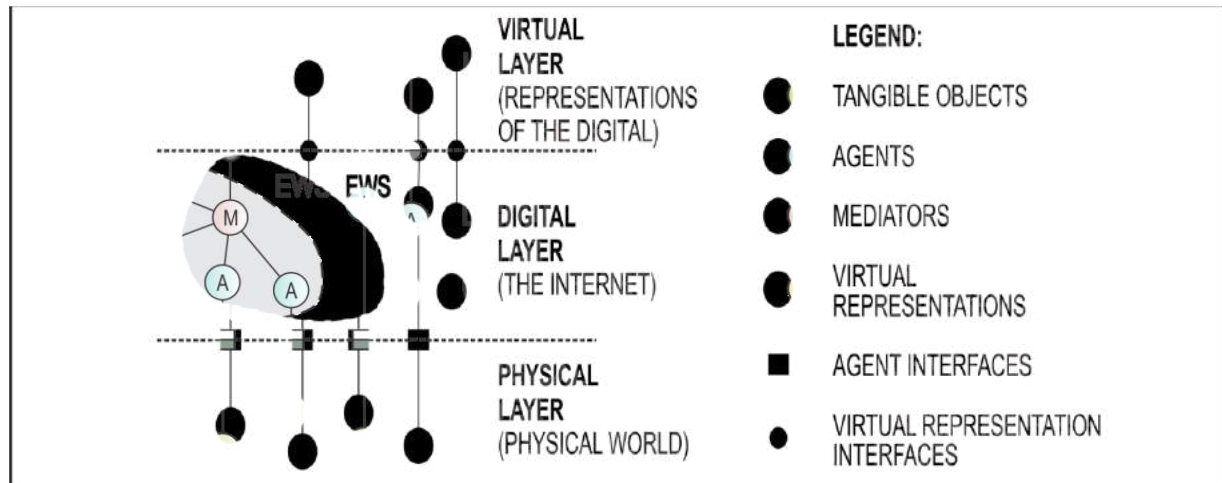 VIRTUAL
LAYER
(REPRESENTATIONS
OF THE DIGITAL)
EWS
EWS
M
A
A
A
DIGITAL
LAYER
(THE INTERNET)
PHYSICAL
LAYER
(PHYSICAL WORLD)
LEGEND:
TANGIBLE OBJECTS
AGENTS
MEDIATORS
VIRTUAL
REPRESENTATIONS
AGENT INTERFACES
VIRTUAL REPRESENTATION
INTERFACES